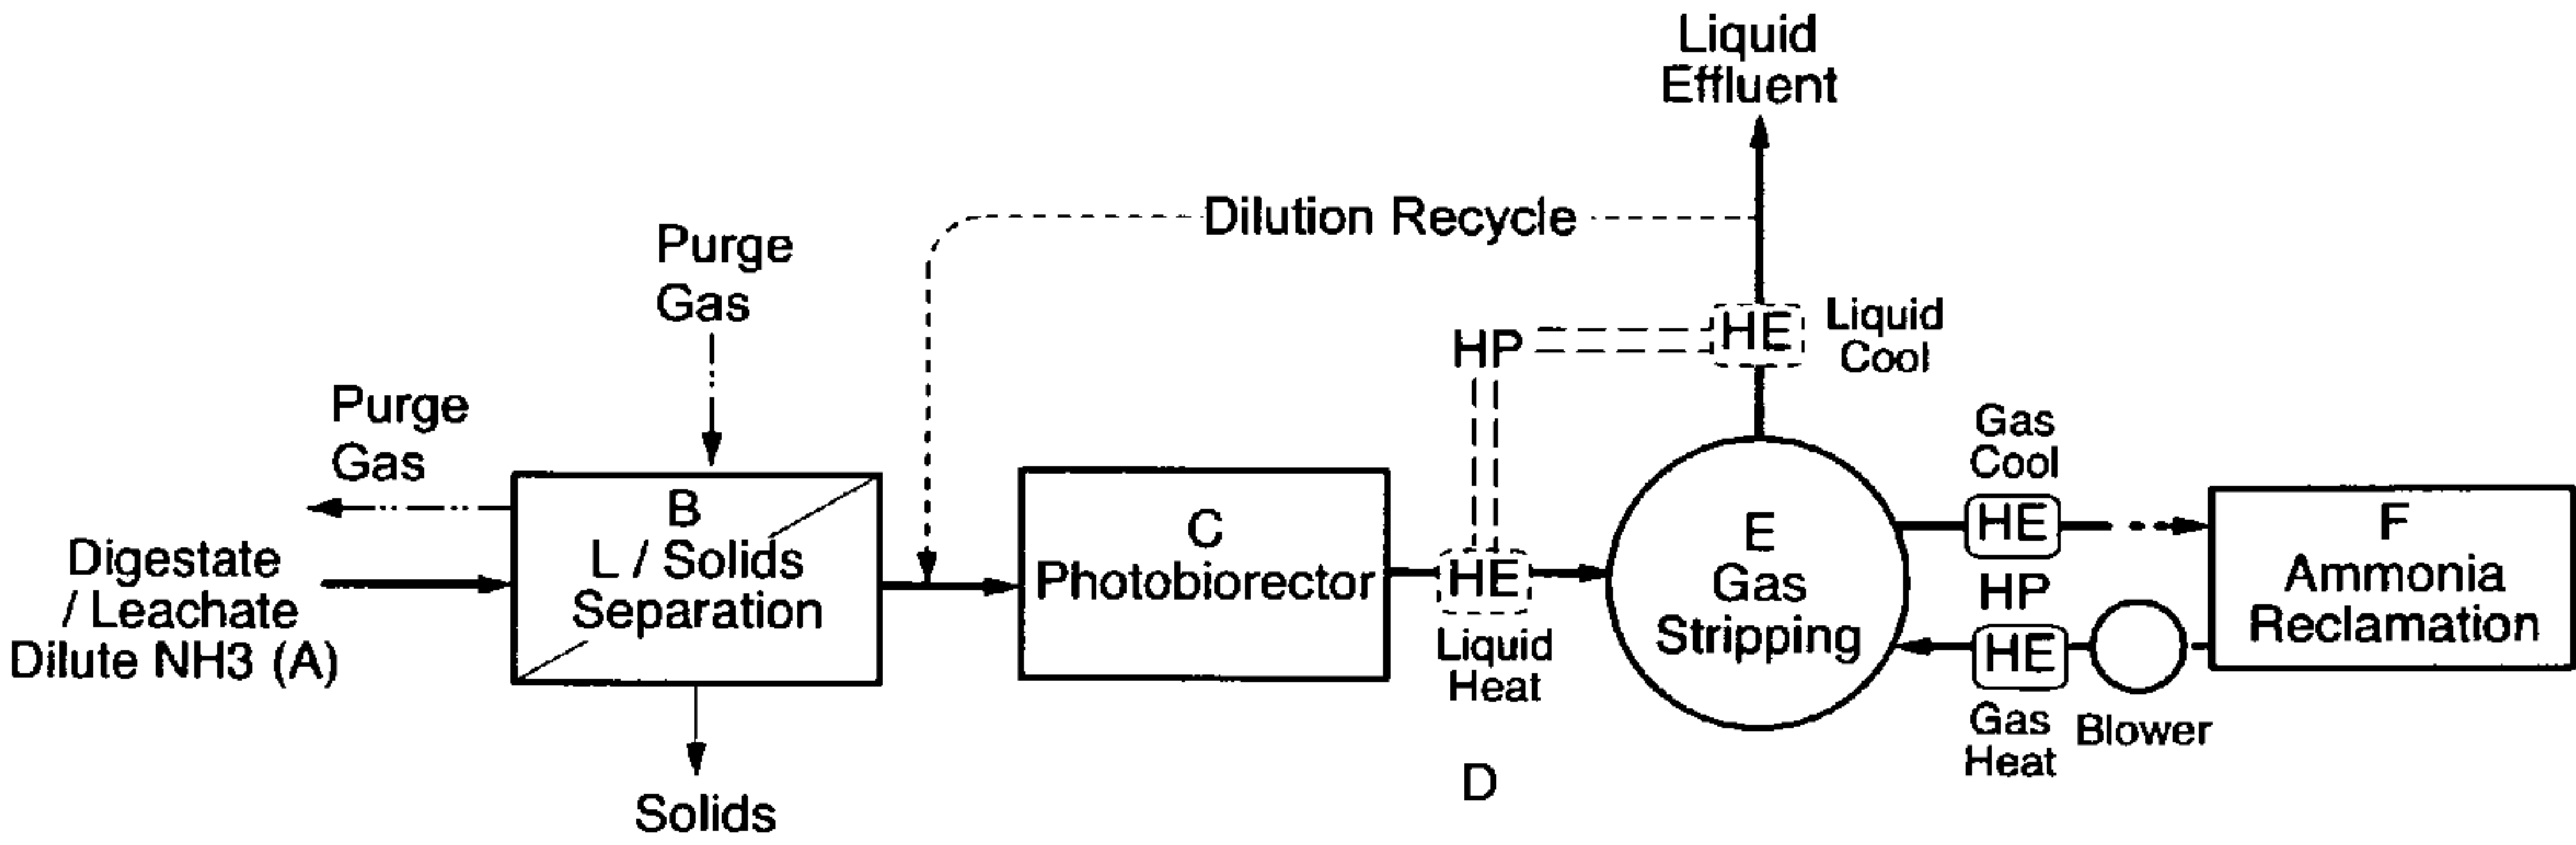 Liquid
Effluent
Dilution Recycle
Purge
Gas
HP
HE
Liquid
Cool
Purge
Gas
Gas
Cool
B
L / Solids
Separation
C
Photobiorector
E
Gas
Stripping
HE
F
Ammonia
Reclamation
Digestate
/ Leachate
Dilute NH3 (A)
HE
Liquid
Heat
HP
HE
Gas
Heat
Blower
D
Solids